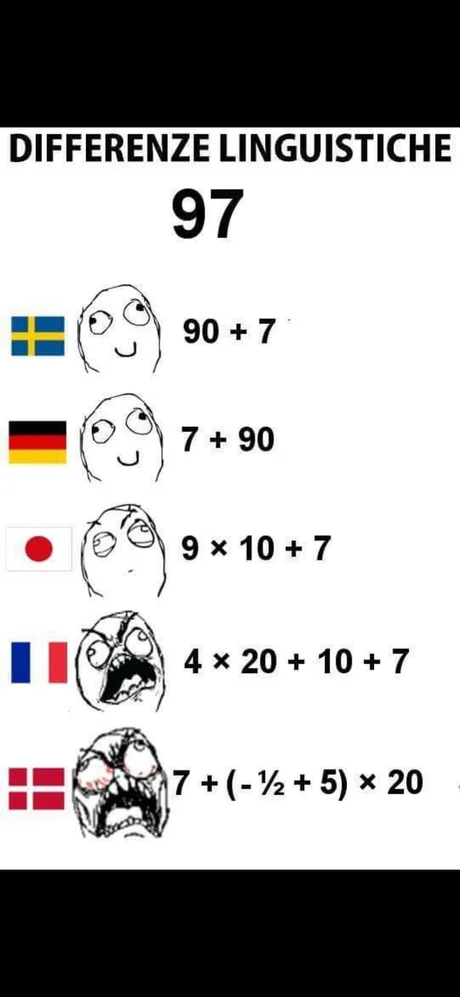 DIFFERENZE LINGUISTICHE
97
90 + 7
7 + 90
9 × 10 + 7
4 × 20 + 10 + 7
7 + (- ½ + 5) × 20